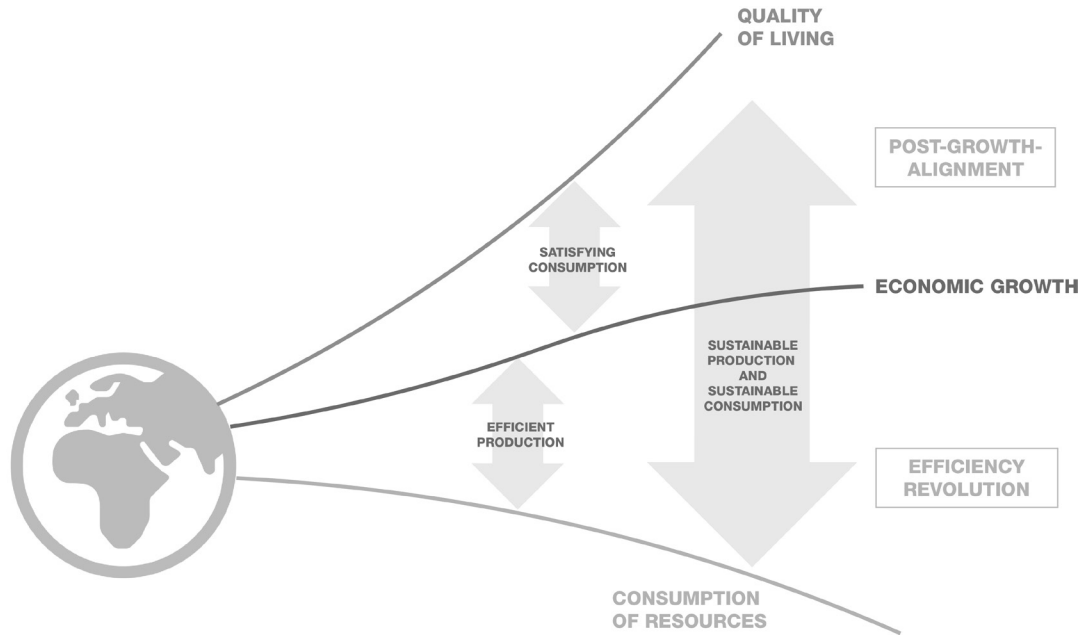 QUALITY
OF LIVING
POST-GROWTH-
ALIGNMENT
SATISFYING
CONSUMPTION
ECONOMIC GROWTH
SUSTAINABLE
PRODUCTION
AND
SUSTAINABLE
CONSUMPTION
EFFICIENT
PRODUCTION
EFFICIENCY
REVOLUTION
CONSUMPTION
OF RESOURCES